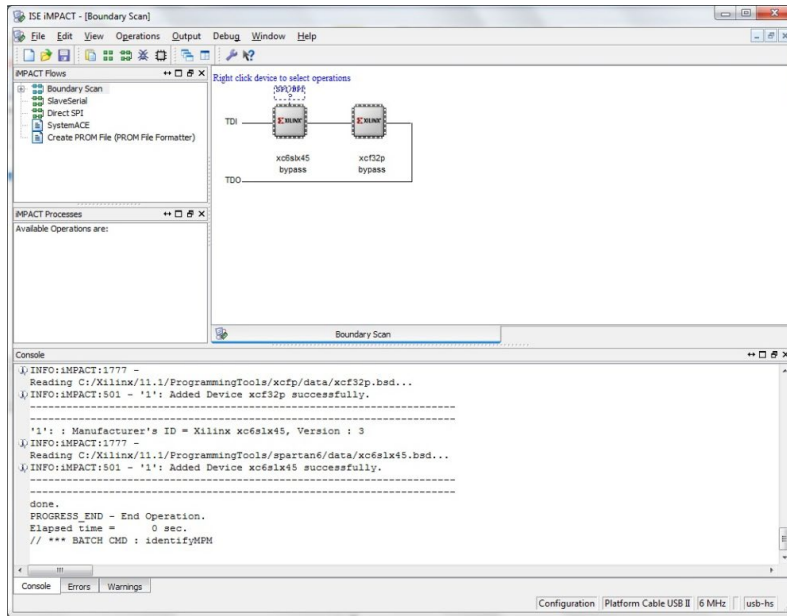 ISE iMPACT - [Boundary Scan]
File Edit View Operations Output Debug Window Help
iMPACT Flows
Boundary Scan
SlaveSerial
Direct SPI
SystemACE
Create PROM File (PROM File Formatter)
iMPACT Processes
Available Operations are:
Right click device to select operations
SPI/BPI
?
TDI
XILINX XILINX
xc6slx45 xcf32p
bypass bypass
TDO
Boundary Scan
Console
INFO:iMPACT:1777 -
Reading C:/Xilinx/11.1/ProgrammingTools/xcfp/data/xcf32p.bsd...
INFO:iMPACT:501 - '1': Added Device xcf32p successfully.
----------------------------------------------------------------------
----------------------------------------------------------------------
'1': : Manufacturer's ID = Xilinx xc6slx45, Version : 3
INFO:iMPACT:1777 -
Reading C:/Xilinx/11.1/ProgrammingTools/spartan6/data/xc6slx45.bsd...
INFO:iMPACT:501 - '1': Added Device xc6slx45 successfully.
----------------------------------------------------------------------
----------------------------------------------------------------------
done.
PROGRESS_END - End Operation.
Elapsed time = 0 sec.
// *** BATCH CMD : identifyMPM
Console Errors Warnings
Configuration Platform Cable USB II 6 MHz usb-hs